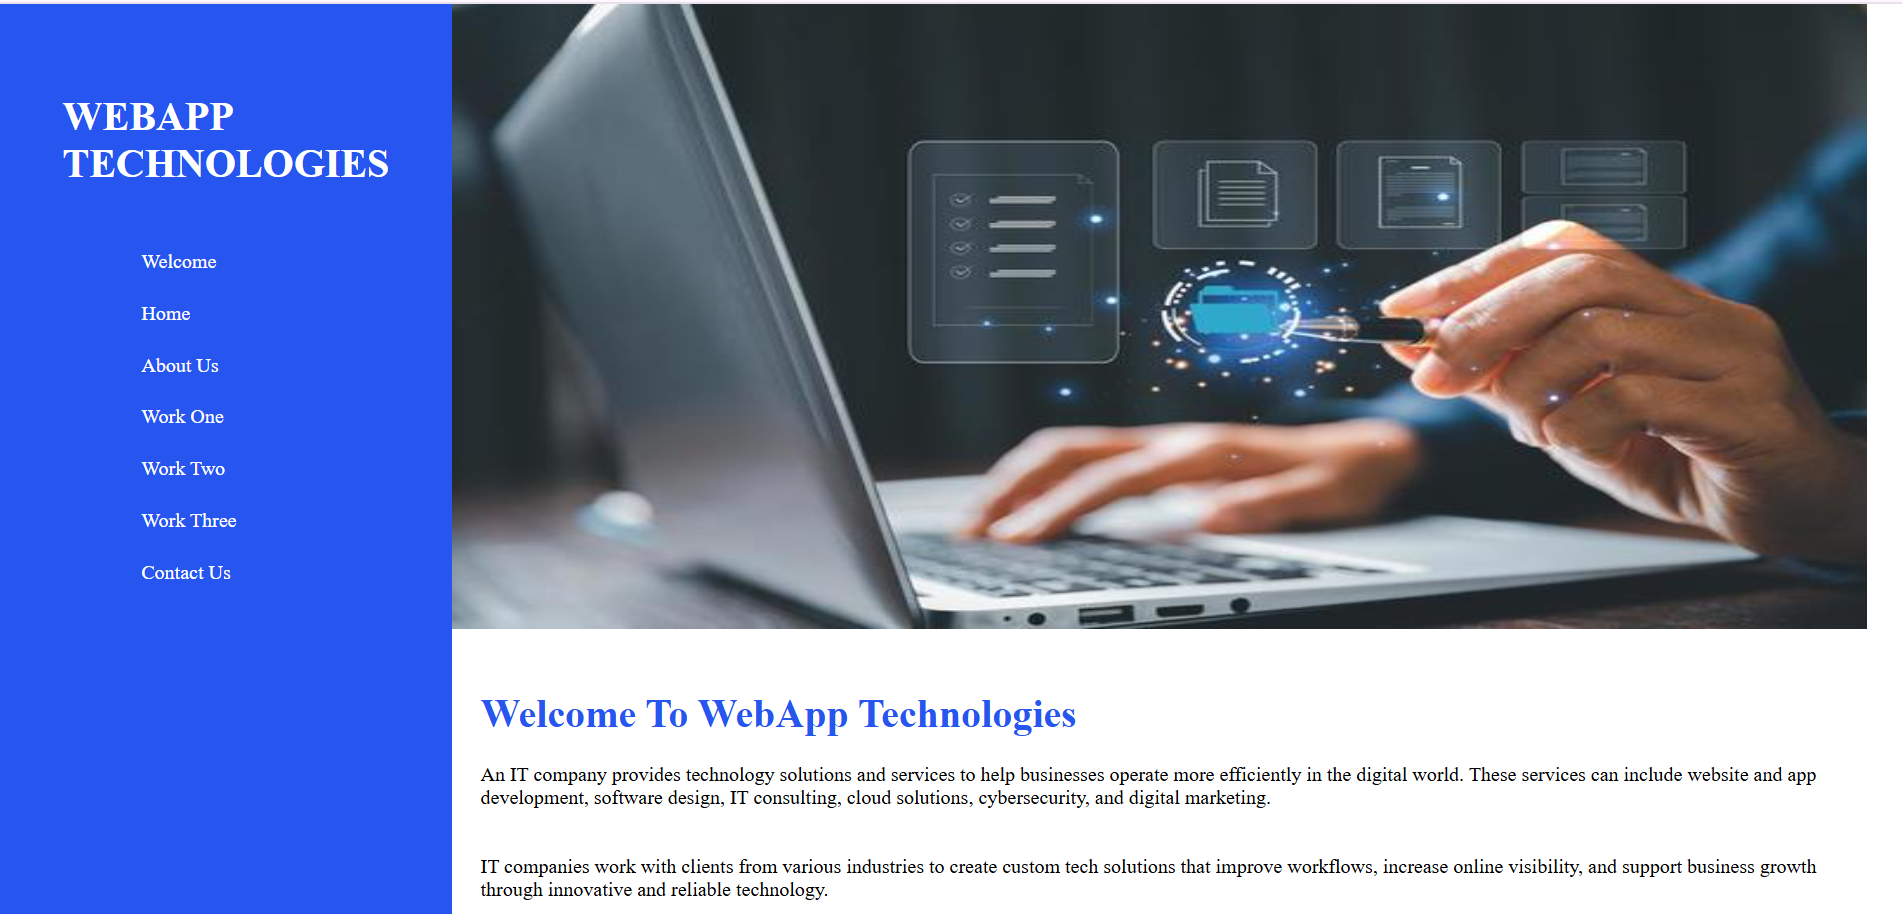 WEBAPP
TECHNOLOGIES
Welcome
Home
About Us
Work One
Work Two
Work Three
Contact Us
Welcome To WebApp Technologies
An IT company provides technology solutions and services to help businesses operate more efficiently in the digital world. These services can include website and app
development, software design, IT consulting, cloud solutions, cybersecurity, and digital marketing.
IT companies work with clients from various industries to create custom tech solutions that improve workflows, increase online visibility, and support business growth
through innovative and reliable technology.